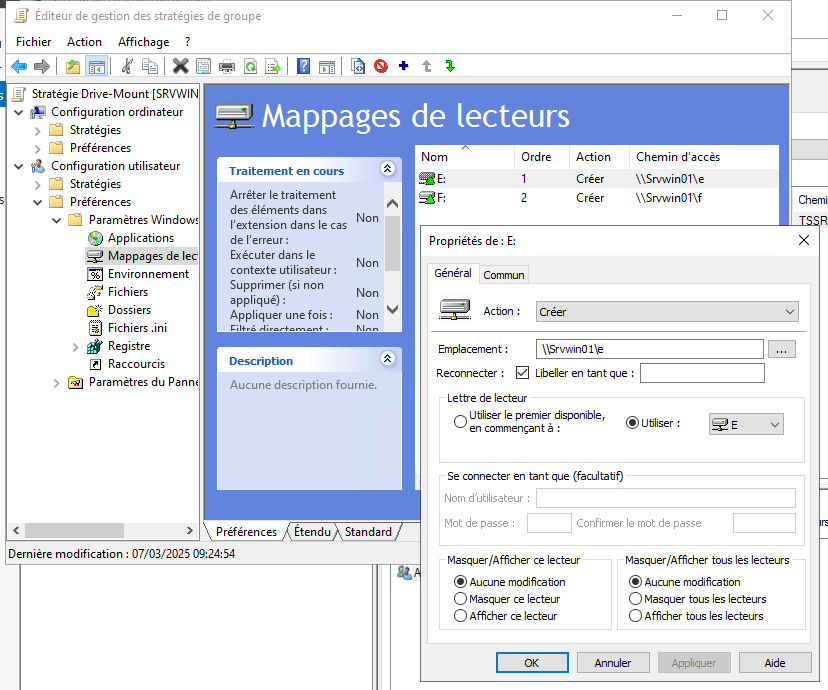 Éditeur de gestion des stratégies de groupe
Fichier Action Affichage ?
Stratégie Drive-Mount [SRVWIN
Configuration ordinateur
Stratégies
Préférences
Configuration utilisateur
Stratégies
Préférences
Paramètres Windows
Applications
Mappages de lec
Environnement
Fichiers
Dossiers
Fichiers .ini
Registre
Raccourcis
Paramètres du Panne
Mappages de lecteurs
Traitement en cours
Arrêter le traitement
des éléments dans
l'extension dans le cas
de l'erreur : Non
Exécuter dans le
contexte utilisateur : Non
Supprimer (si non
appliqué) : Non
Appliquer une fois : Non
Filtré directement : Non
Description
Aucune description fournie.
Nom Ordre Action Chemin d'accès
E: 1 Créer \\Srvwin01\e
F: 2 Créer \\Srvwin01\f
Préférences Étendu Standard
Dernière modification : 07/03/2025 09:24:54
Chemi
TSSR
Propriétés de : E:
Général Commun
Action : Créer
Emplacement : \\Srvwin01\e ...
Reconnecter : Libeller en tant que :
Lettre de lecteur
Utiliser le premier disponible,
en commençant à :
Utiliser : E
Se connecter en tant que (facultatif)
Nom d'utilisateur :
Mot de passe : Confirmer le mot de passe
Masquer/Afficher ce lecteur
Aucune modification
Masquer ce lecteur
Afficher ce lecteur
Masquer/Afficher tous les lecteurs
Aucune modification
Masquer tous les lecteurs
Afficher tous les lecteurs
OK Annuler Appliquer Aide